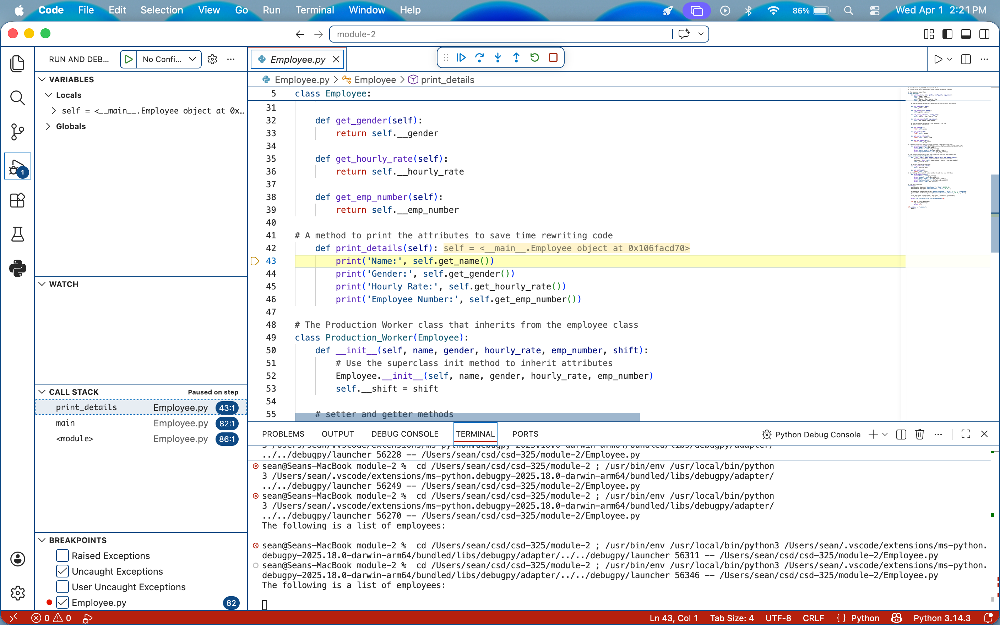 Code File Edit Selection View Go Run Terminal Window Help 86% Wed Apr 1 2:21 PM
module-2
RUN AND DEB... No Confi...
VARIABLES
Locals
self = <__main__.Employee object at 0x...
Globals
WATCH
CALL STACK Paused on step
print_details Employee.py 43:1
main Employee.py 82:1
<module> Employee.py 86:1
BREAKPOINTS
Raised Exceptions
Uncaught Exceptions
User Uncaught Exceptions
Employee.py 82
1
Employee.py
Employee.py > Employee > print_details
5 class Employee:
31
32 def get_gender(self):
33 return self.__gender
34
35 def get_hourly_rate(self):
36 return self.__hourly_rate
37
38 def get_emp_number(self):
39 return self.__emp_number
40
41 # A method to print the attributes to save time rewriting code
42 def print_details(self): self = <__main__.Employee object at 0x106facd70>
43 print('Name:', self.get_name())
44 print('Gender:', self.get_gender())
45 print('Hourly Rate:', self.get_hourly_rate())
46 print('Employee Number:', self.get_emp_number())
47
48 # The Production Worker class that inherits from the employee class
49 class Production_Worker(Employee):
50 def __init__(self, name, gender, hourly_rate, emp_number, shift):
51 # Use the superclass init method to inherit attributes
52 Employee.__init__(self, name, gender, hourly_rate, emp_number)
53 self.__shift = shift
54
55 # setter and getter methods
PROBLEMS OUTPUT DEBUG CONSOLE TERMINAL PORTS Python Debug Console
3 /Users/sean/.vscode/extensions/ms-python.debugpy-2025.18.0-darwin-arm64/bundled/libs/debugpy/adapter/
../../debugpy/launcher 56228 -- /Users/sean/csd/csd-325/module-2/Employee.py
sean@Seans-MacBook module-2 %  cd /Users/sean/csd/csd-325/module-2 ; /usr/bin/env /usr/local/bin/python
3 /Users/sean/.vscode/extensions/ms-python.debugpy-2025.18.0-darwin-arm64/bundled/libs/debugpy/adapter/
../../debugpy/launcher 56249 -- /Users/sean/csd/csd-325/module-2/Employee.py
sean@Seans-MacBook module-2 %  cd /Users/sean/csd/csd-325/module-2 ; /usr/bin/env /usr/local/bin/python
3 /Users/sean/.vscode/extensions/ms-python.debugpy-2025.18.0-darwin-arm64/bundled/libs/debugpy/adapter/
../../debugpy/launcher 56270 -- /Users/sean/csd/csd-325/module-2/Employee.py
The following is a list of employees:
sean@Seans-MacBook module-2 %  cd /Users/sean/csd/csd-325/module-2 ; /usr/bin/env /usr/local/bin/python3 /Users/sean/.vscode/extensions/ms-python.
debugpy-2025.18.0-darwin-arm64/bundled/libs/debugpy/adapter/../../debugpy/launcher 56311 -- /Users/sean/csd/csd-325/module-2/Employee.py
sean@Seans-MacBook module-2 %  cd /Users/sean/csd/csd-325/module-2 ; /usr/bin/env /usr/local/bin/python3 /Users/sean/.vscode/extensions/ms-python.
debugpy-2025.18.0-darwin-arm64/bundled/libs/debugpy/adapter/../../debugpy/launcher 56346 -- /Users/sean/csd/csd-325/module-2/Employee.py
The following is a list of employees:
0 0 Ln 43, Col 1 Tab Size: 4 UTF-8 CRLF { } Python Python 3.14.3